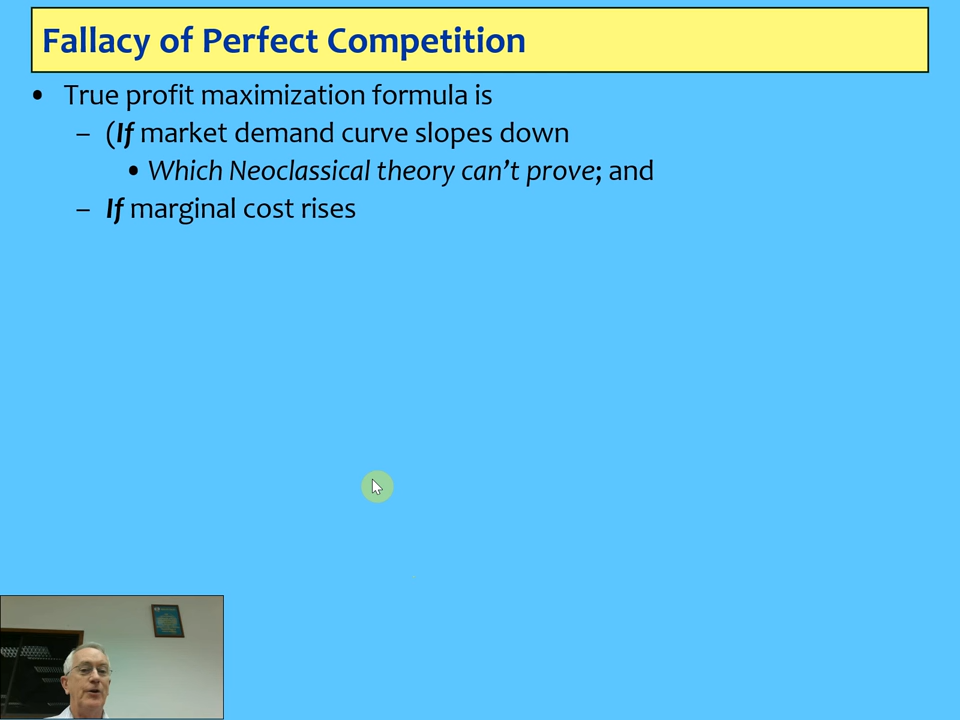 Fallacy of Perfect Competition
• True profit maximization formula is
– (If market demand curve slopes down
• Which Neoclassical theory can’t prove; and
– If marginal cost rises